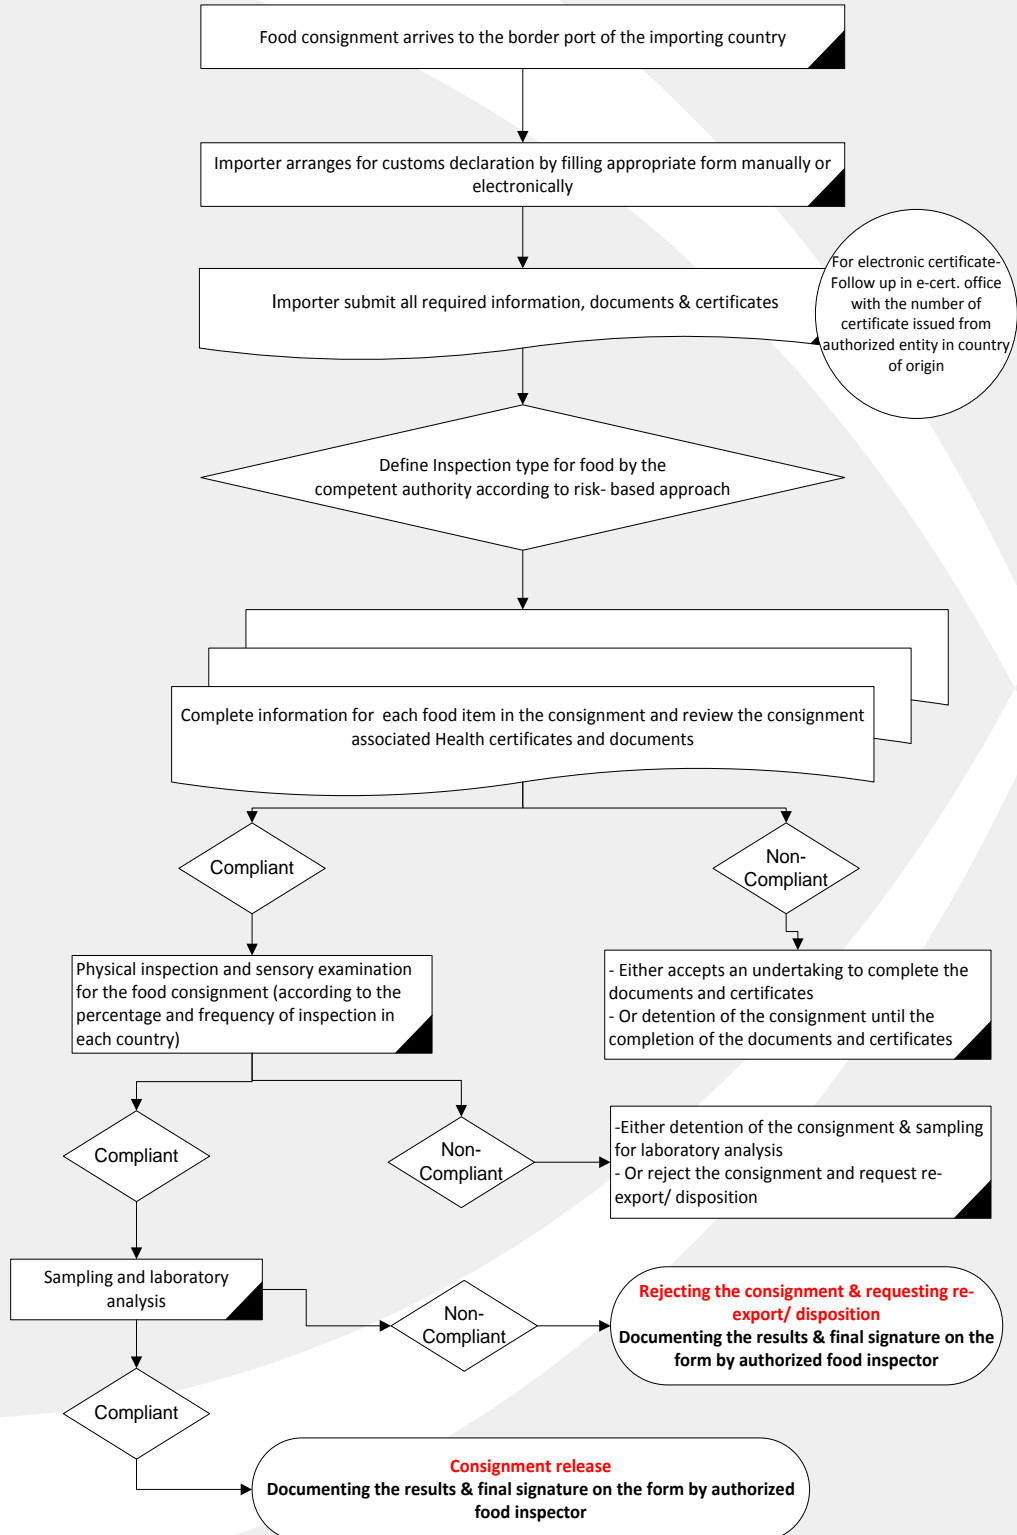 Food consignment arrives to the border port of the importing country
Importer arranges for customs declaration by filling appropriate form manually or
electronically
Importer submit all required information, documents & certificates
For electronic certificate-
Follow up in e-cert. office
with the number of
certificate issued from
authorized entity in country
of origin
Define Inspection type for food by the
competent authority according to risk- based approach
Complete information for  each food item in the consignment and review the consignment
associated Health certificates and documents
Compliant
Non-
Compliant
Physical inspection and sensory examination
for the food consignment (according to the
percentage and frequency of inspection in
each country)
- Either accepts an undertaking to complete the
documents and certificates
- Or detention of the consignment until the
completion of the documents and certificates
Compliant
Non-
Compliant
-Either detention of the consignment & sampling
for laboratory analysis
- Or reject the consignment and request re-
export/ disposition
Sampling and laboratory
analysis
Non-
Compliant
Rejecting the consignment & requesting re-
export/ disposition
Documenting the results & final signature on the
form by authorized food inspector
Compliant
Consignment release
Documenting the results & final signature on the form by authorized
food inspector